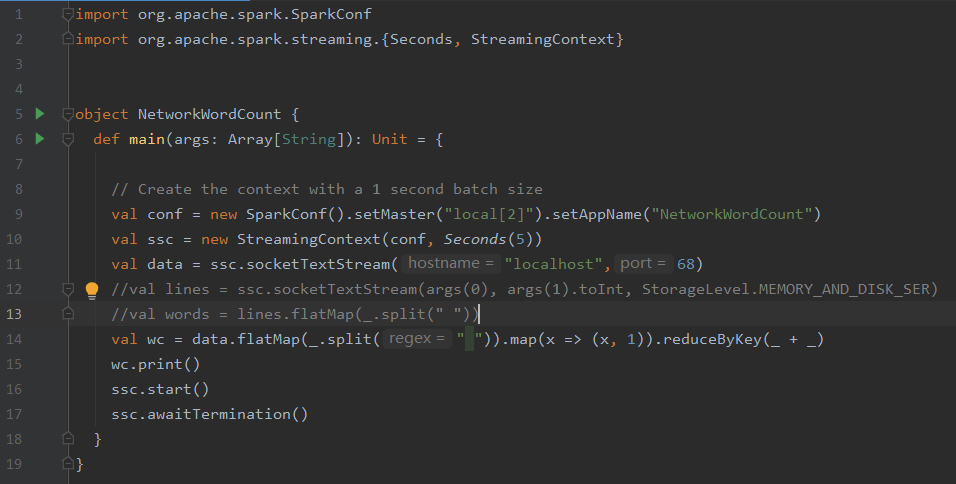 1 import org.apache.spark.SparkConf
2 import org.apache.spark.streaming.{Seconds, StreamingContext}
3
4
5 object NetworkWordCount {
6 def main(args: Array[String]): Unit = {
7
8 // Create the context with a 1 second batch size
9 val conf = new SparkConf().setMaster("local[2]").setAppName("NetworkWordCount")
10 val ssc = new StreamingContext(conf, Seconds(5))
11 val data = ssc.socketTextStream( hostname = "localhost", port = 68)
12 //val lines = ssc.socketTextStream(args(0), args(1).toInt, StorageLevel.MEMORY_AND_DISK_SER)
13 //val words = lines.flatMap(_.split(" "))
14 val wc = data.flatMap(_.split( regex = " ")).map(x => (x, 1)).reduceByKey(_ + _)
15 wc.print()
16 ssc.start()
17 ssc.awaitTermination()
18 }
19 }